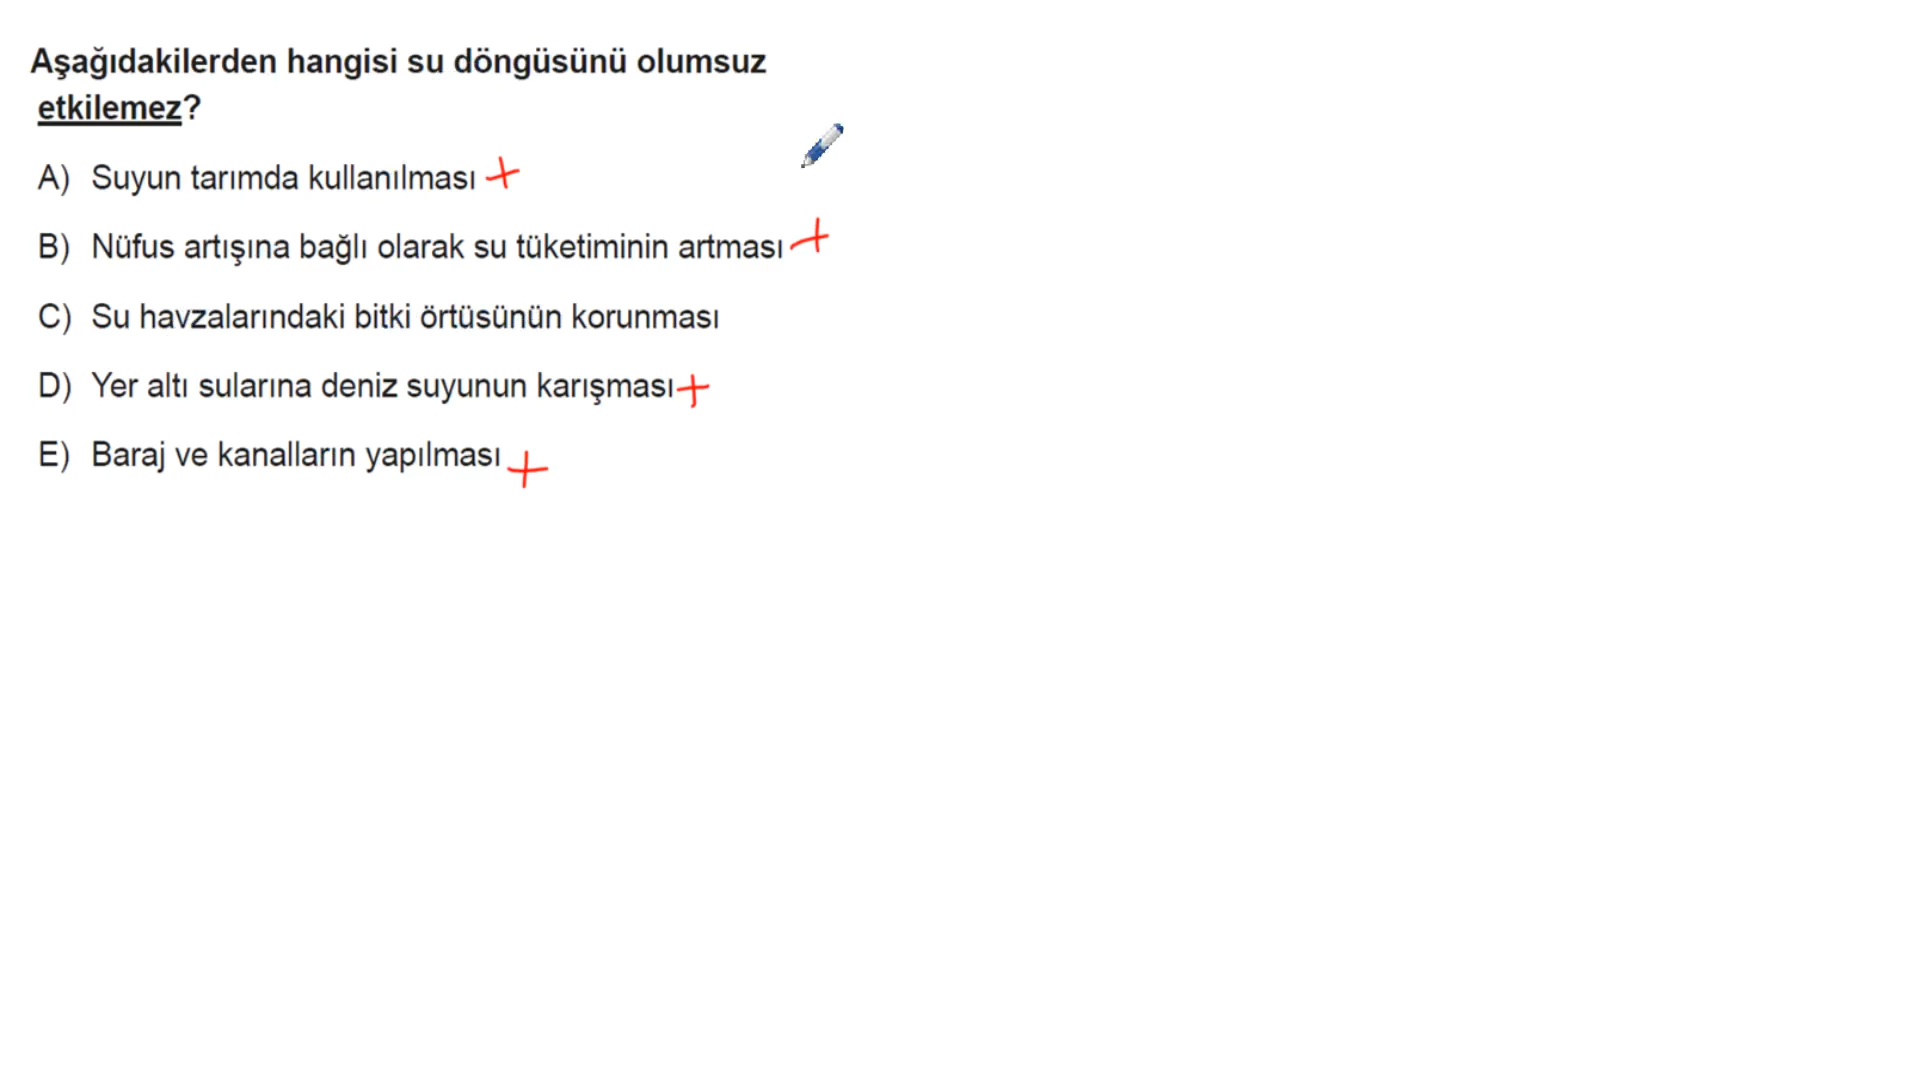 Aşağıdakilerden hangisi su döngüsünü olumsuz
etkilemez?
A) Suyun tarımda kullanılması +
B) Nüfus artışına bağlı olarak su tüketiminin artması +
C) Su havzalarındaki bitki örtüsünün korunması
D) Yer altı sularına deniz suyunun karışması +
E) Baraj ve kanalların yapılması +